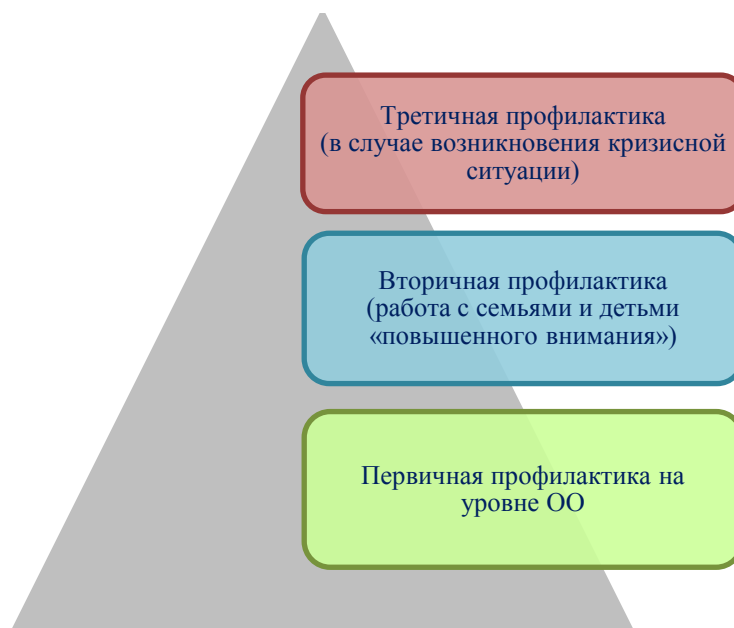 Третичная профилактика
(в случае возникновения кризисной
ситуации)
Вторичная профилактика
(работа с семьями и детьми
«повышенного внимания»)
Первичная профилактика на
уровне ОО